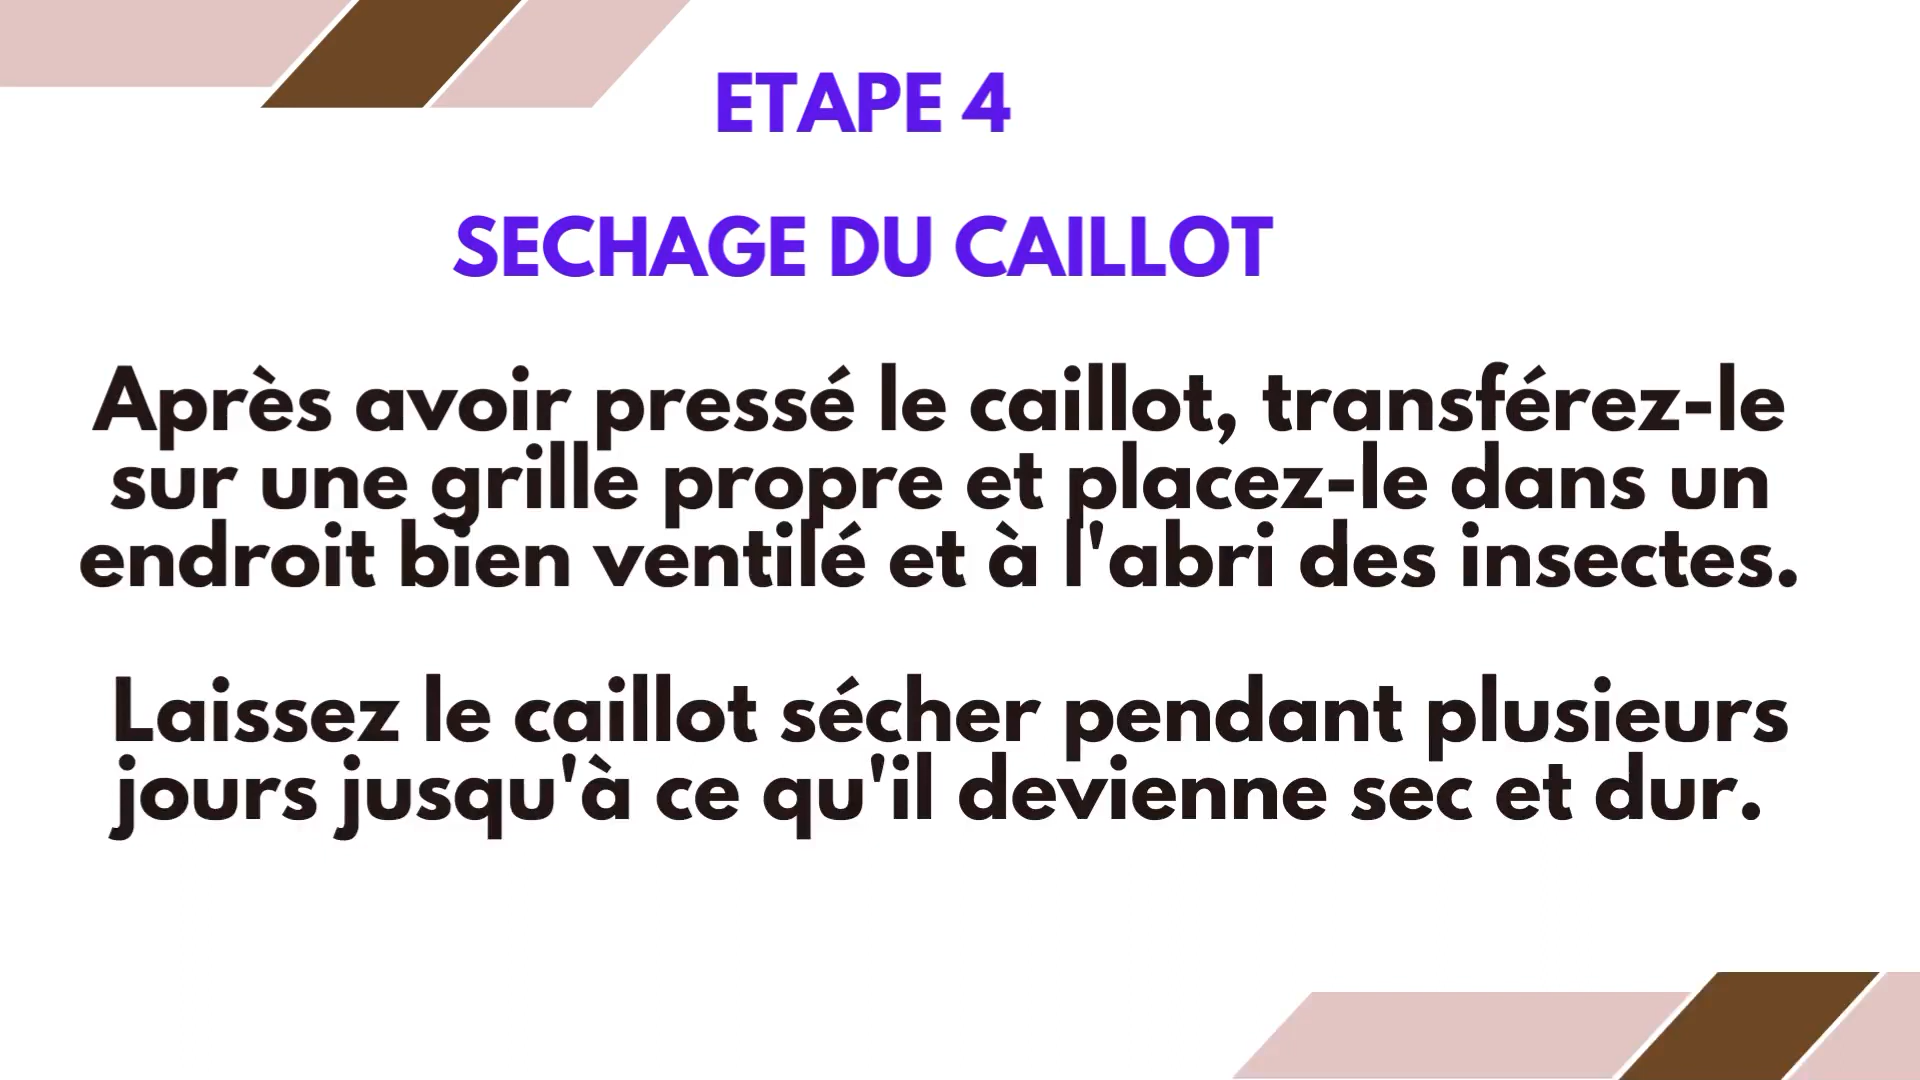 ETAPE 4
SECHAGE DU CAILLOT
Après avoir pressé le caillot, transférez-le
sur une grille propre et placez-le dans un
endroit bien ventilé et à l'abri des insectes.
Laissez le caillot sécher pendant plusieurs
jours jusqu'à ce qu'il devienne sec et dur.